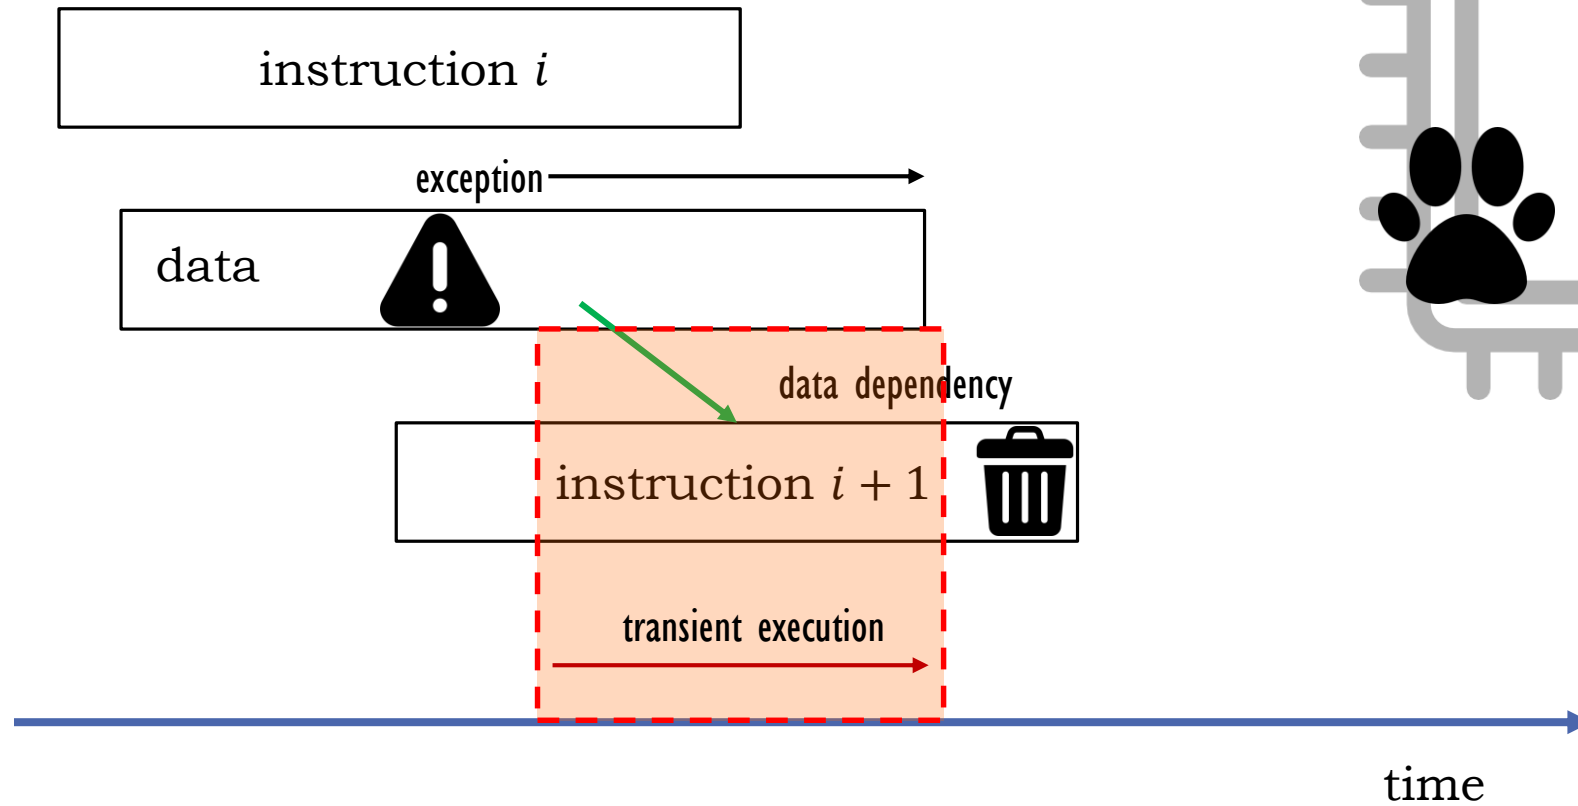 instruction i
exception
data
data dependency
instruction i + 1
transient execution
time